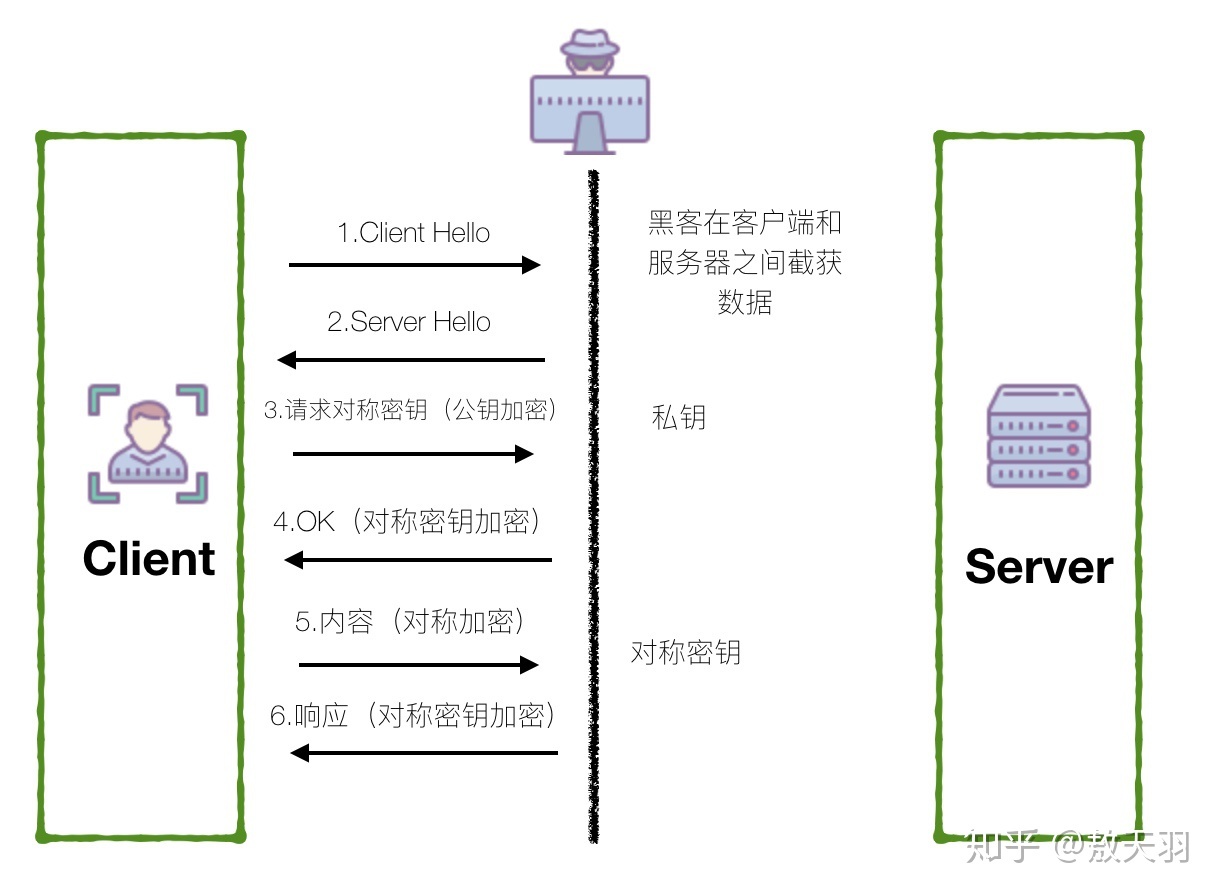 1.Client Hello
黑客在客户端和
服务器之间截获
数据
2.Server Hello
3.请求对称密钥（公钥加密）
私钥
4.OK（对称密钥加密）
Client
Server
5.内容（对称加密）
对称密钥
6.响应（对称密钥加密）
知乎 @敖天羽